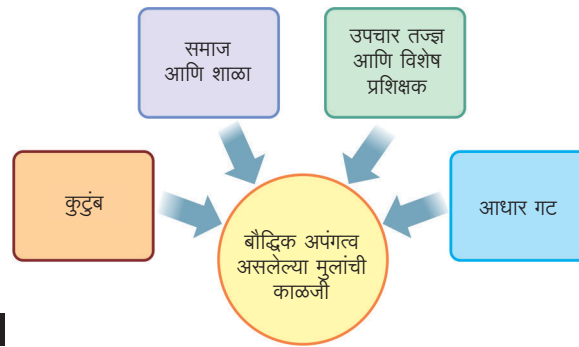 समाज
आणि शाळा
उपचार तज्ज्ञ
आणि विशेष
प्रशिक्षक
कुटुंब
आधार गट
बौद्धिक अपंगत्व
असलेल्या मुलांची
काळजी